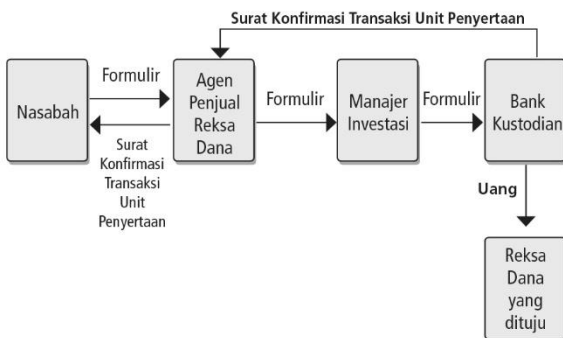 Surat Konfirmasi Transaksi Unit Penyertaan
Nasabah
Formulir
Surat
Konfirmasi
Transaksi
Unit
Penyertaan
Agen
Penjual
Reksa
Dana
Formulir
Manajer
Investasi
Formulir
Bank
Kustodian
Uang
Reksa
Dana
yang
dituju